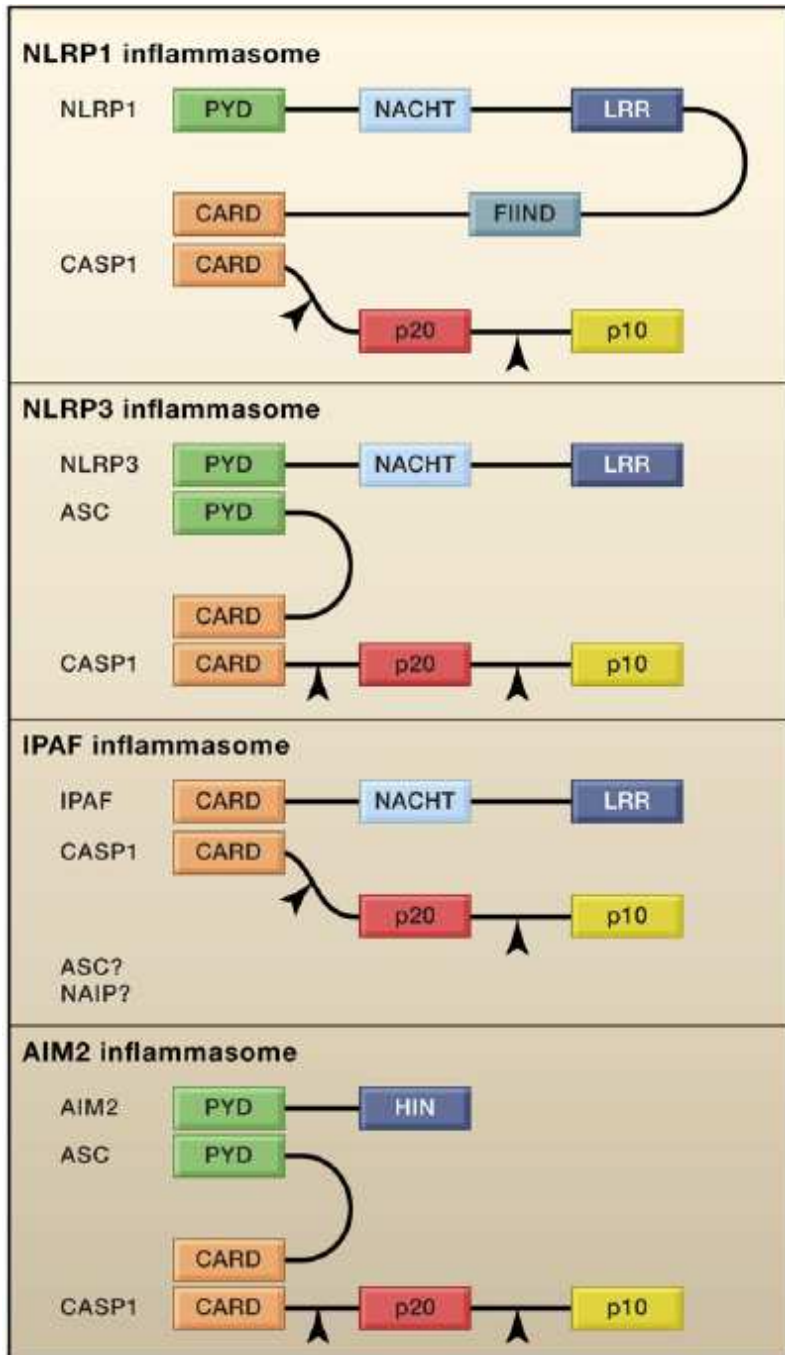 NLRP1 inflammasome
NLRP1 PYD NACHT LRR
CARD FIIND
CASP1 CARD
p20 p10
NLRP3 inflammasome
NLRP3 PYD NACHT LRR
ASC PYD
CARD
CASP1 CARD p20 p10
IPAF inflammasome
IPAF CARD NACHT LRR
CASP1 CARD
p20 p10
ASC?
NAIP?
AIM2 inflammasome
AIM2 PYD HIN
ASC PYD
CARD
CASP1 CARD p20 p10